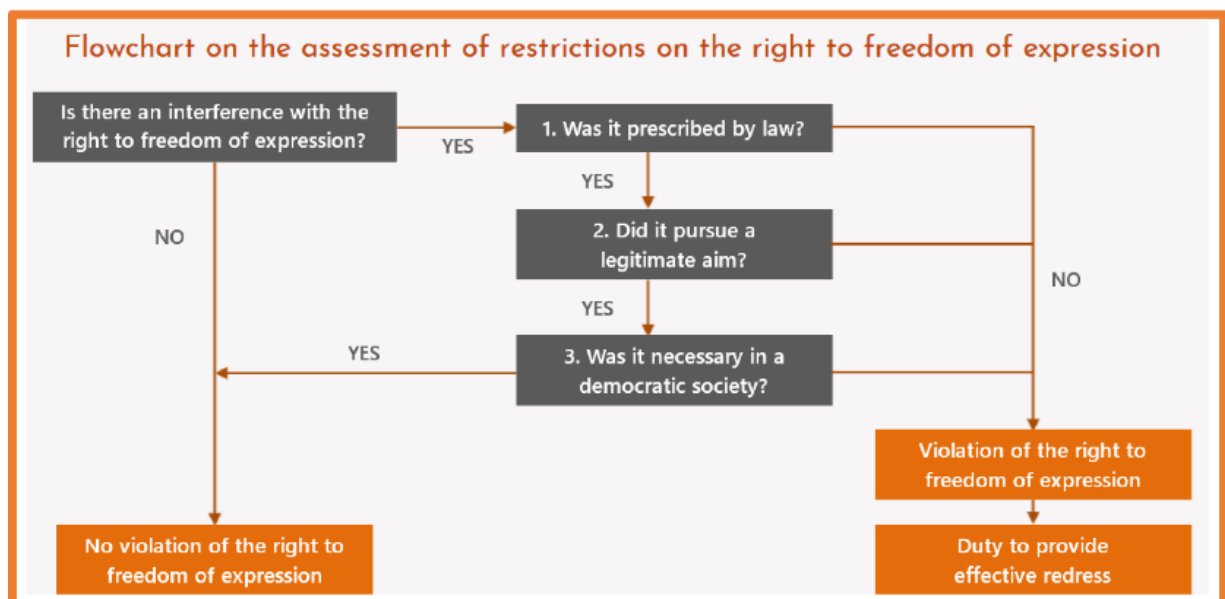 Flowchart on the assessment of restrictions on the right to freedom of expression
Is there an interference with the
right to freedom of expression?
YES
1. Was it prescribed by law?
YES
NO
2. Did it pursue a
legitimate aim?
NO
YES
YES
3. Was it necessary in a
democratic society?
Violation of the right to
freedom of expression
No violation of the right to
freedom of expression
Duty to provide
effective redress